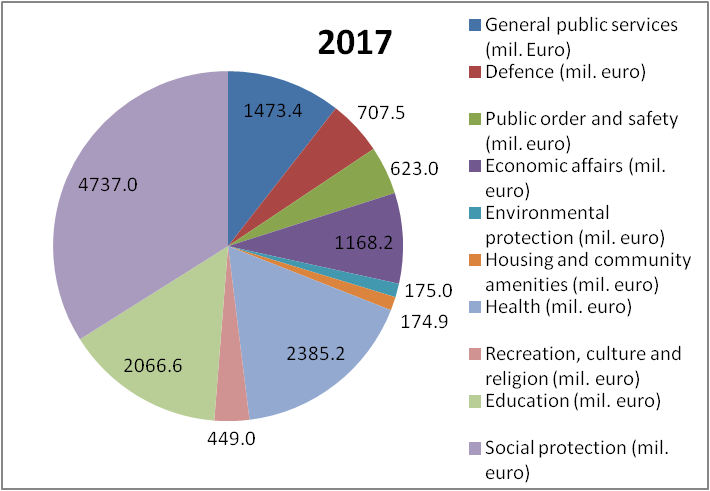 2017
1473.4
707.5
623.0
1168.2
175.0
174.9
2385.2
449.0
2066.6
4737.0
General public services
(mil. Euro)
Defence (mil. euro)
Public order and safety
(mil. euro)
Economic affairs (mil.
euro)
Environmental
protection (mil. euro)
Housing and community
amenities (mil. euro)
Health (mil. euro)
Recreation, culture and
religion (mil. euro)
Education (mil. euro)
Social protection (mil.
euro)